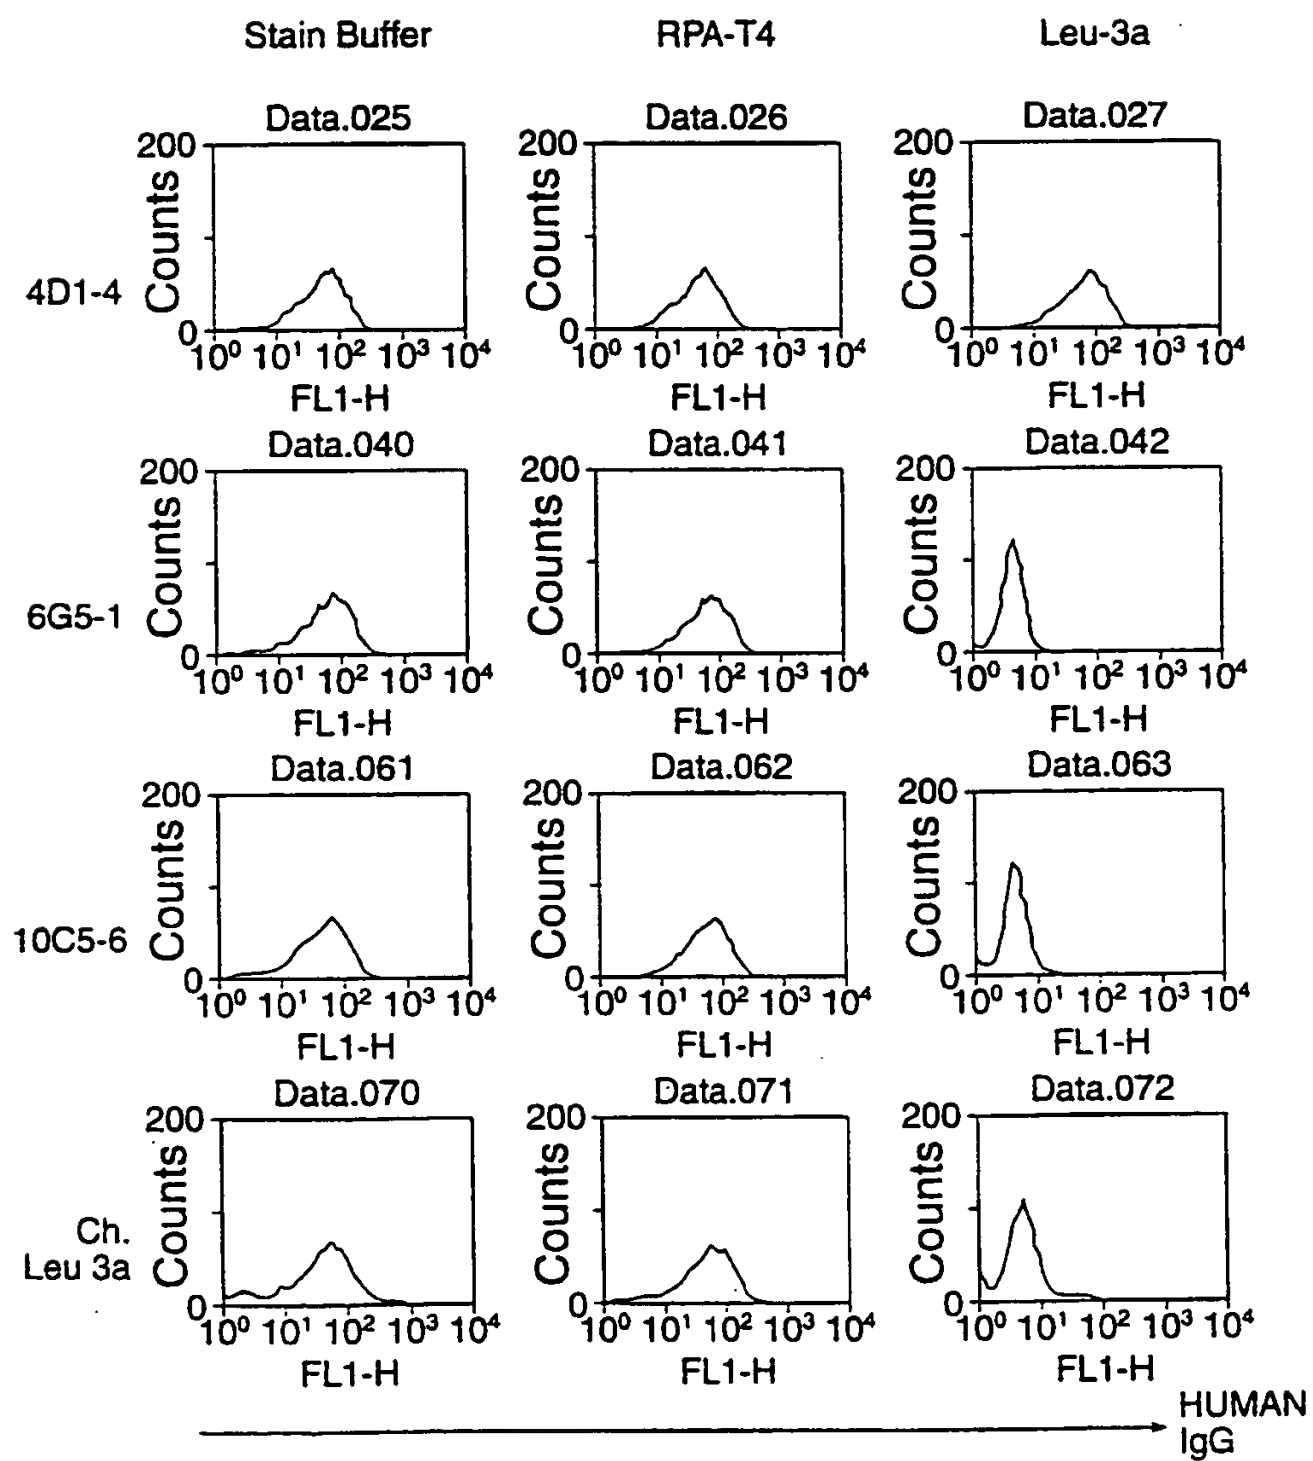 Stain Buffer RPA-T4 Leu-3a
Data.025 Data.026 Data.027
200 200 200
Counts Counts Counts
4D1-4
0 0 0
10⁰ 10¹ 10² 10³ 10⁴ 10⁰ 10¹ 10² 10³ 10⁴ 10⁰ 10¹ 10² 10³ 10⁴
FL1-H FL1-H FL1-H
Data.040 Data.041 Data.042
200 200 200
Counts Counts Counts
6G5-1
0 0 0
10⁰ 10¹ 10² 10³ 10⁴ 10⁰ 10¹ 10² 10³ 10⁴ 10⁰ 10¹ 10² 10³ 10⁴
FL1-H FL1-H FL1-H
Data.061 Data.062 Data.063
200 200 200
Counts Counts Counts
10C5-6
0 0 0
10⁰ 10¹ 10² 10³ 10⁴ 10⁰ 10¹ 10² 10³ 10⁴ 10⁰ 10¹ 10² 10³ 10⁴
FL1-H FL1-H FL1-H
Data.070 Data.071 Data.072
200 200 200
Counts Counts Counts
Ch.
Leu 3a
0 0 0
10⁰ 10¹ 10² 10³ 10⁴ 10⁰ 10¹ 10² 10³ 10⁴ 10⁰ 10¹ 10² 10³ 10⁴
FL1-H FL1-H FL1-H
HUMAN
IgG